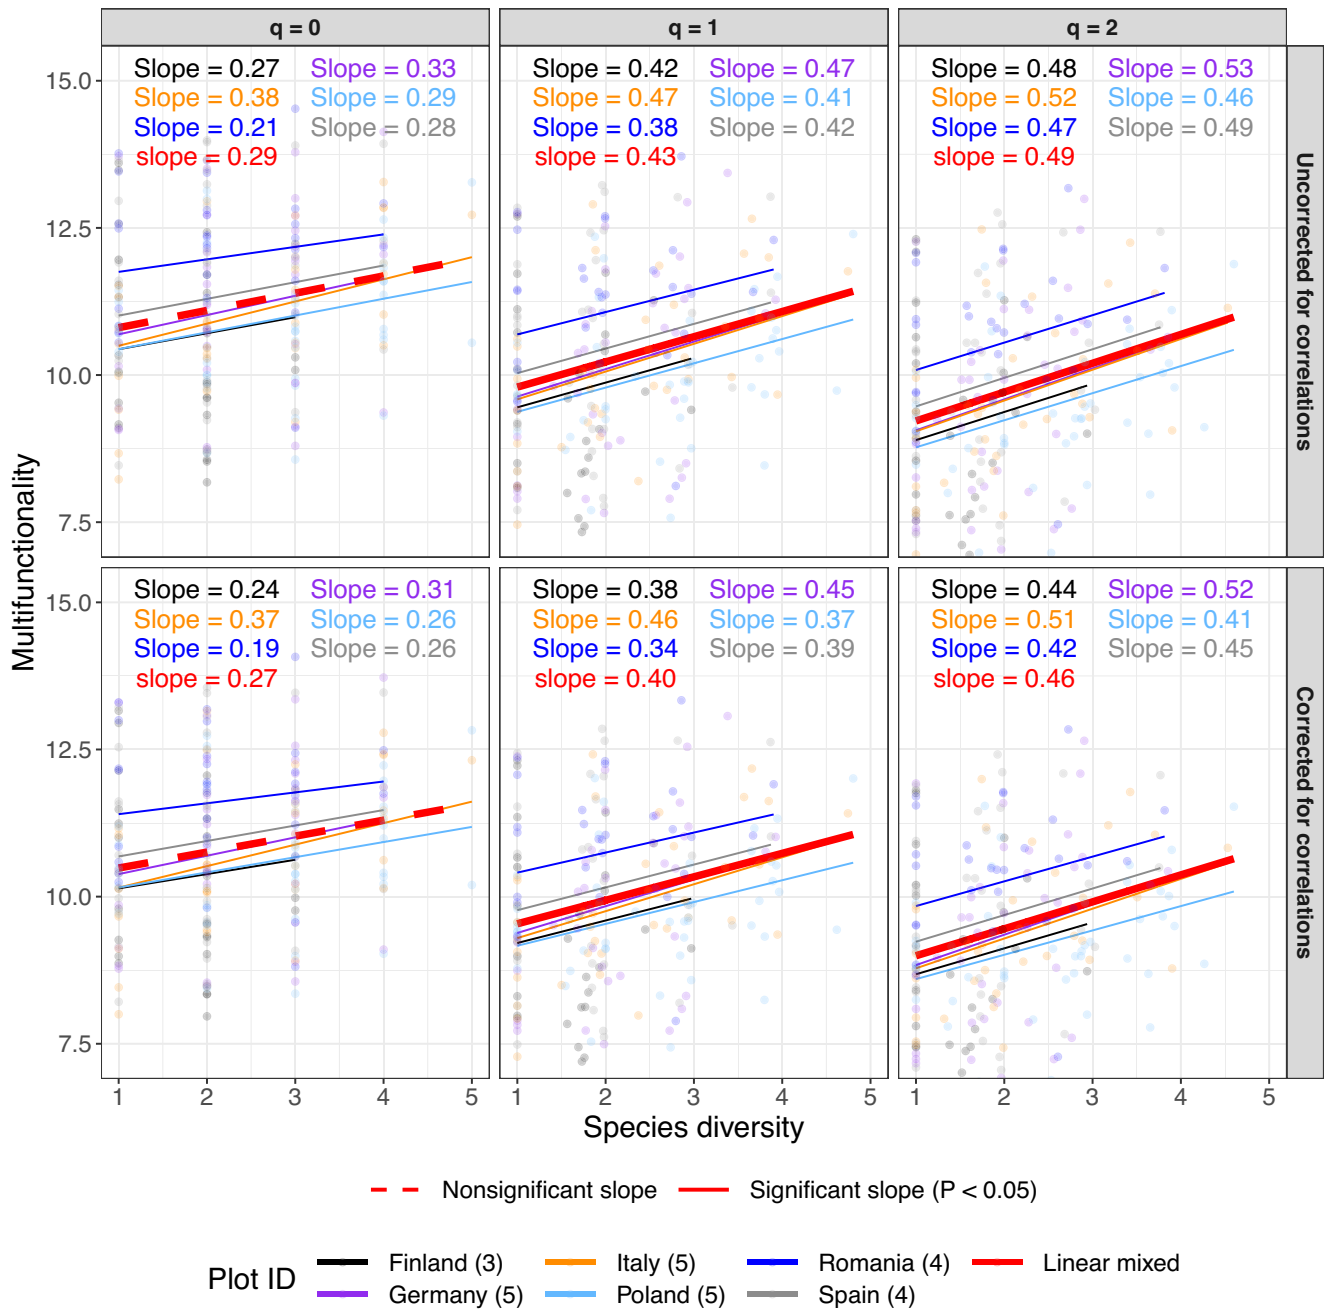 q = 0
q = 1
q = 2
Slope = 0.27 Slope = 0.33
Slope = 0.38 Slope = 0.29
Slope = 0.21 Slope = 0.28
slope = 0.29
Slope = 0.42 Slope = 0.47
Slope = 0.47 Slope = 0.41
Slope = 0.38 Slope = 0.42
slope = 0.43
Slope = 0.48 Slope = 0.53
Slope = 0.52 Slope = 0.46
Slope = 0.47 Slope = 0.49
slope = 0.49
15.0
12.5
10.0
7.5
Uncorrected for correlations
Multifunctionality
Slope = 0.24 Slope = 0.31
Slope = 0.37 Slope = 0.26
Slope = 0.19 Slope = 0.26
slope = 0.27
Slope = 0.38 Slope = 0.45
Slope = 0.46 Slope = 0.37
Slope = 0.34 Slope = 0.39
slope = 0.40
Slope = 0.44 Slope = 0.52
Slope = 0.51 Slope = 0.41
Slope = 0.42 Slope = 0.45
slope = 0.46
15.0
12.5
10.0
7.5
Corrected for correlations
1 2 3 4 5
1 2 3 4 5
1 2 3 4 5
Species diversity
Nonsignificant slope Significant slope (P < 0.05)
Plot ID
Finland (3) Italy (5) Romania (4) Linear mixed
Germany (5) Poland (5) Spain (4)